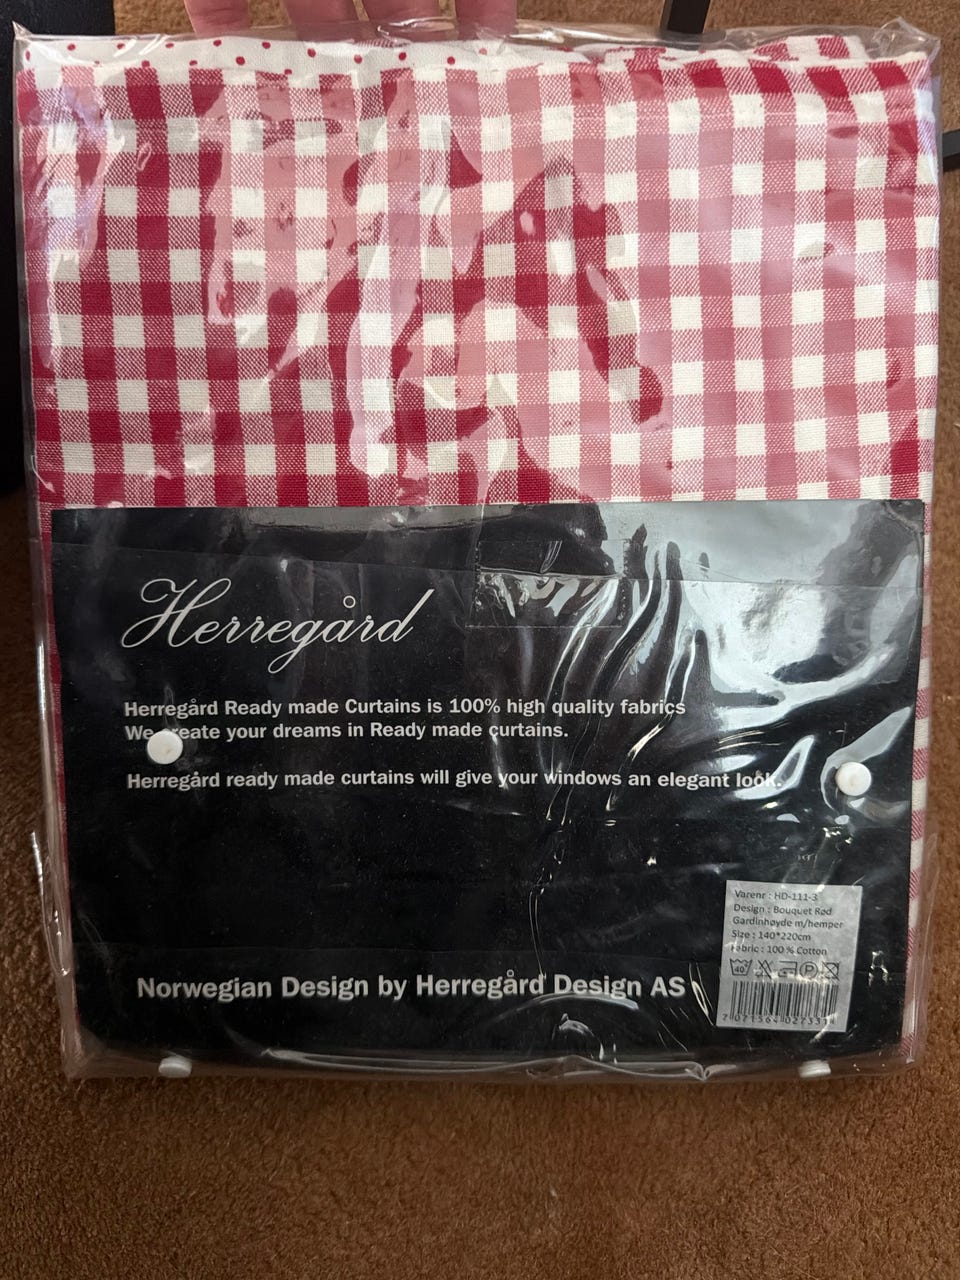 Herregård
Herregård Ready made Curtains is 100% high quality fabrics
We create your dreams in Ready made curtains.
Herregård ready made curtains will give your windows an elegant look.
Varenr : HD-111-3
Design : Bouquet Rød
Gardinhøyde m/hemper
Size : 140*220cm
Fabric : 100 % Cotton
40 P
Norwegian Design by Herregård Design AS